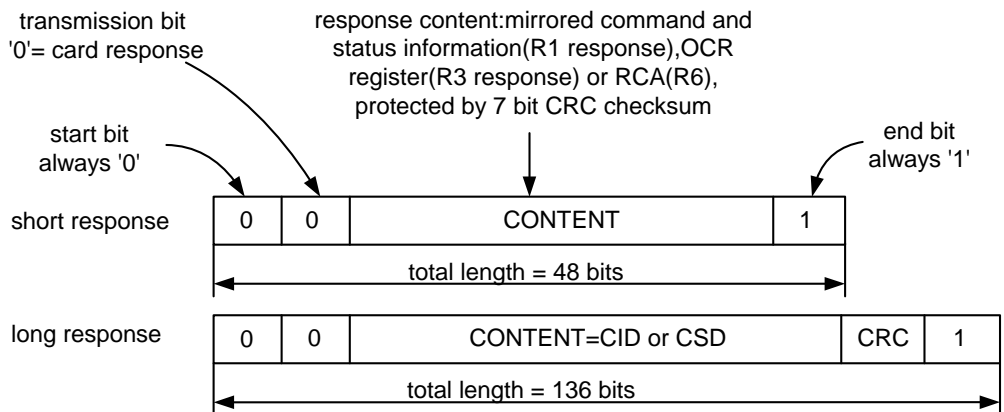 transmission bit
'0'= card response
response content:mirrored command and
status information(R1 response),OCR
register(R3 response) or RCA(R6),
protected by 7 bit CRC checksum
start bit
always '0'
end bit
always '1'
short response 0 0 CONTENT 1
total length = 48 bits
long response 0 0 CONTENT=CID or CSD CRC 1
total length = 136 bits